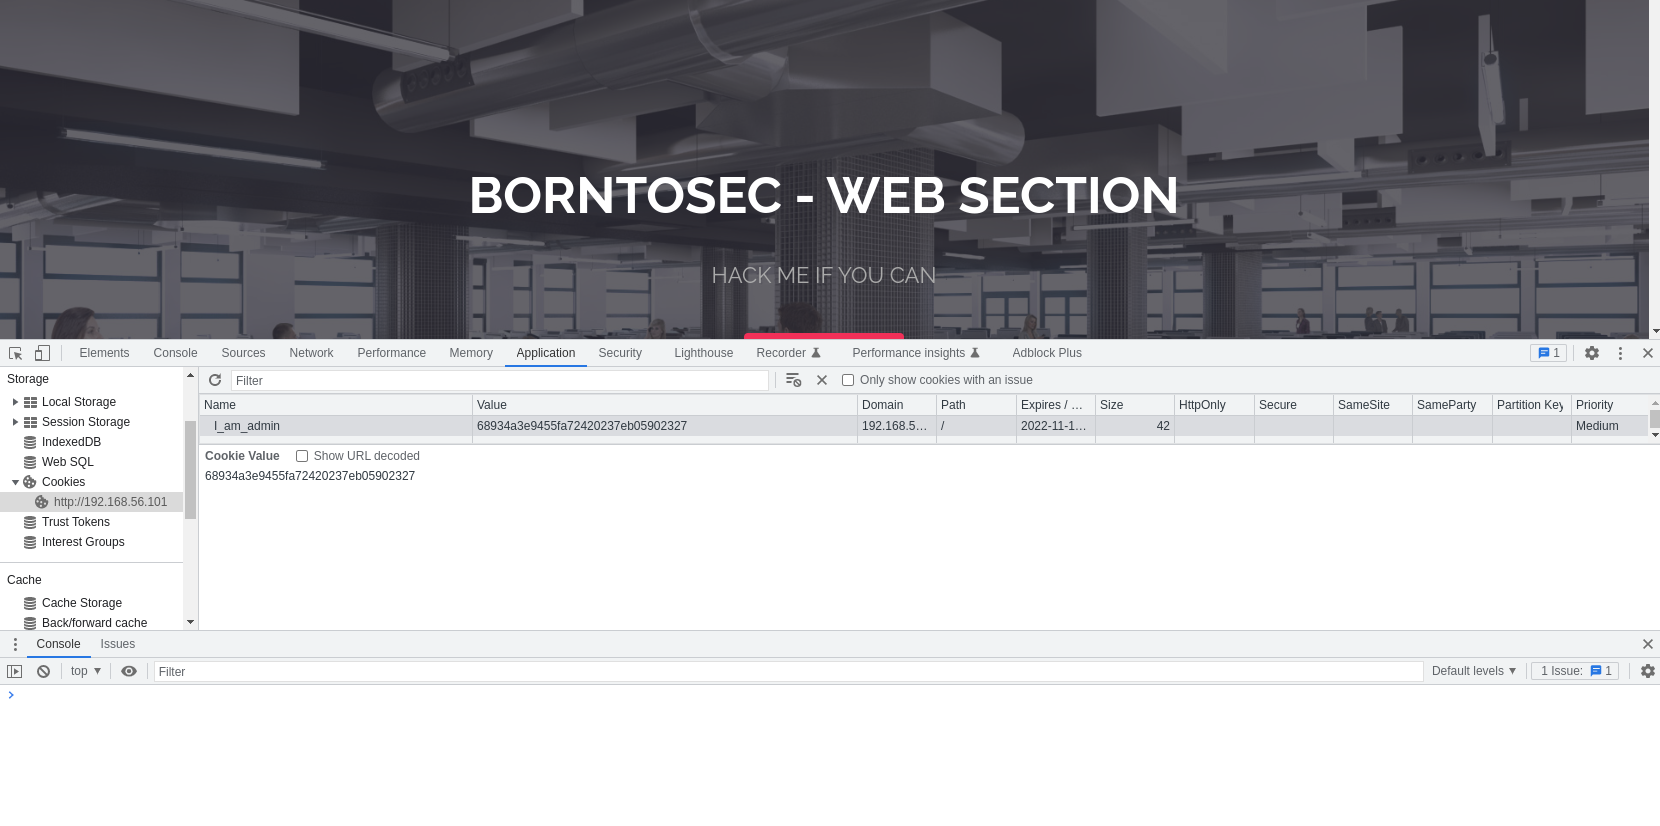 BORNTOSEC - WEB SECTION
HACK ME IF YOU CAN
Elements Console Sources Network Performance Memory Application Security Lighthouse Recorder Performance insights Adblock Plus 1
Storage
Local Storage
Session Storage
IndexedDB
Web SQL
Cookies
http://192.168.56.101
Trust Tokens
Interest Groups
Cache
Cache Storage
Back/forward cache
Filter Only show cookies with an issue
Name Value Domain Path Expires / … Size HttpOnly Secure SameSite SameParty Partition Key Priority
I_am_admin 68934a3e9455fa72420237eb05902327 192.168.5… / 2022-11-1… 42 Medium
Cookie Value Show URL decoded
68934a3e9455fa72420237eb05902327
Console Issues
top Filter Default levels 1 Issue: 1